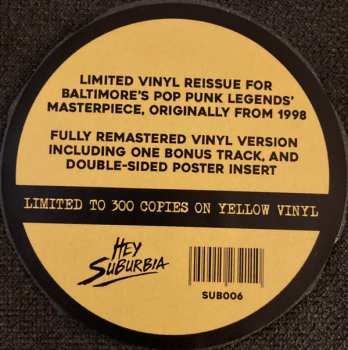 LIMITED VINYL REISSUE FOR
BALTIMORE'S POP PUNK LEGENDS'
MASTERPIECE, ORIGINALLY FROM 1998
FULLY REMASTERED VINYL VERSION
INCLUDING ONE BONUS TRACK, AND
DOUBLE-SIDED POSTER INSERT
LIMITED TO 300 COPIES ON YELLOW VINYL
HEY
SUBURBIA
SUB006